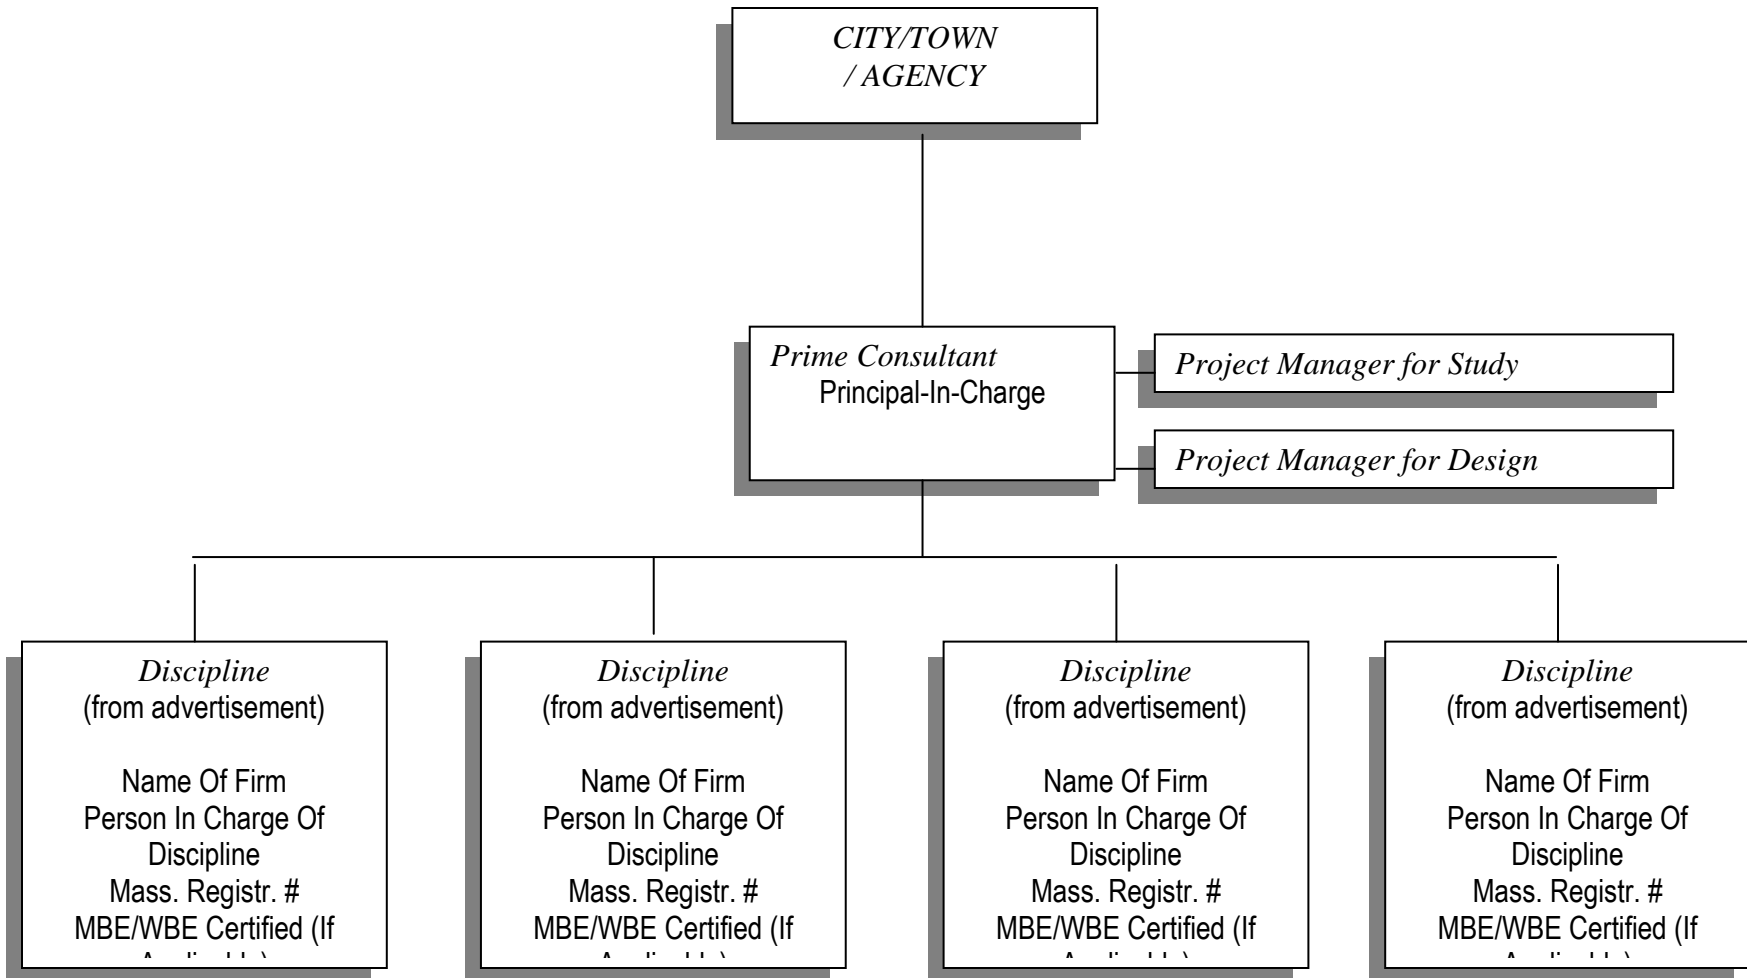 CITY/TOWN
/ AGENCY
Prime Consultant
Principal-In-Charge
Project Manager for Study
Project Manager for Design
Discipline
(from advertisement)
Name Of Firm
Person In Charge Of
Discipline
Mass. Registr. #
MBE/WBE Certified (If
Discipline
(from advertisement)
Name Of Firm
Person In Charge Of
Discipline
Mass. Registr. #
MBE/WBE Certified (If
Discipline
(from advertisement)
Name Of Firm
Person In Charge Of
Discipline
Mass. Registr. #
MBE/WBE Certified (If
Discipline
(from advertisement)
Name Of Firm
Person In Charge Of
Discipline
Mass. Registr. #
MBE/WBE Certified (If